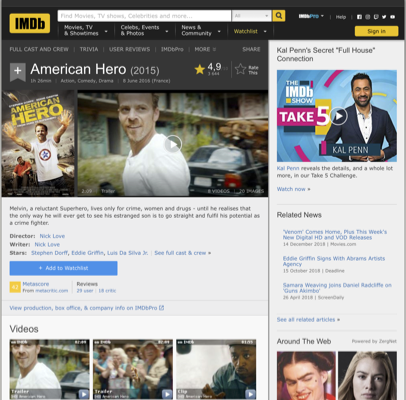 IMDb
Find Movies, TV shows, Celebrities and more...
All
IMDbPro
Help
Movies, TV & Showtimes
Celebs, Events & Photos
News & Community
Watchlist
Sign in
FULL CAST AND CREW | TRIVIA | USER REVIEWS | IMDbPro | MORE
SHARE
American Hero (2015)
4,9
Rate This
1h 26min | Action, Comedy, Drama | 8 June 2016 (France)
AMERICAN HERO
Trailer
Melvin, a reluctant Superhero, lives only for crime, women and drugs - until he realises that
the only way he will ever get to see his estranged son is to go straight and fulfil his potential as
a crime fighter.
Director: Nick Love
Writer: Nick Love
Stars: Stephen Dorff, Eddie Griffin, Luis Da Silva Jr. | See full cast & crew »
+ Add to Watchlist
Metascore
From metacritic.com
Reviews
29 user | 18 critic
View production, box office, & company info on IMDbPro
Videos
Trailer
American Hero
Trailer
American Hero
Clip
American Hero
Kal Penn's Secret "Full House"
Connection
THE IMDb SHOW
TAKE 5
KAL PENN
Kal Penn reveals the details, and a whole lot
more, in our Take 5 Challenge.
Watch now »
Related News
'Venom' Comes Home, Plus This Week's
New Digital HD and VOD Releases
14 December 2018 | Movies.com
Eddie Griffin Signs With Abrams Artists
Agency
15 October 2018 | Deadline
Samara Weaving Joins Daniel Radcliffe on
'Guns Akimbo'
26 April 2018 | ScreenDaily
See all related articles »
Around The Web
Powered by ZergNet